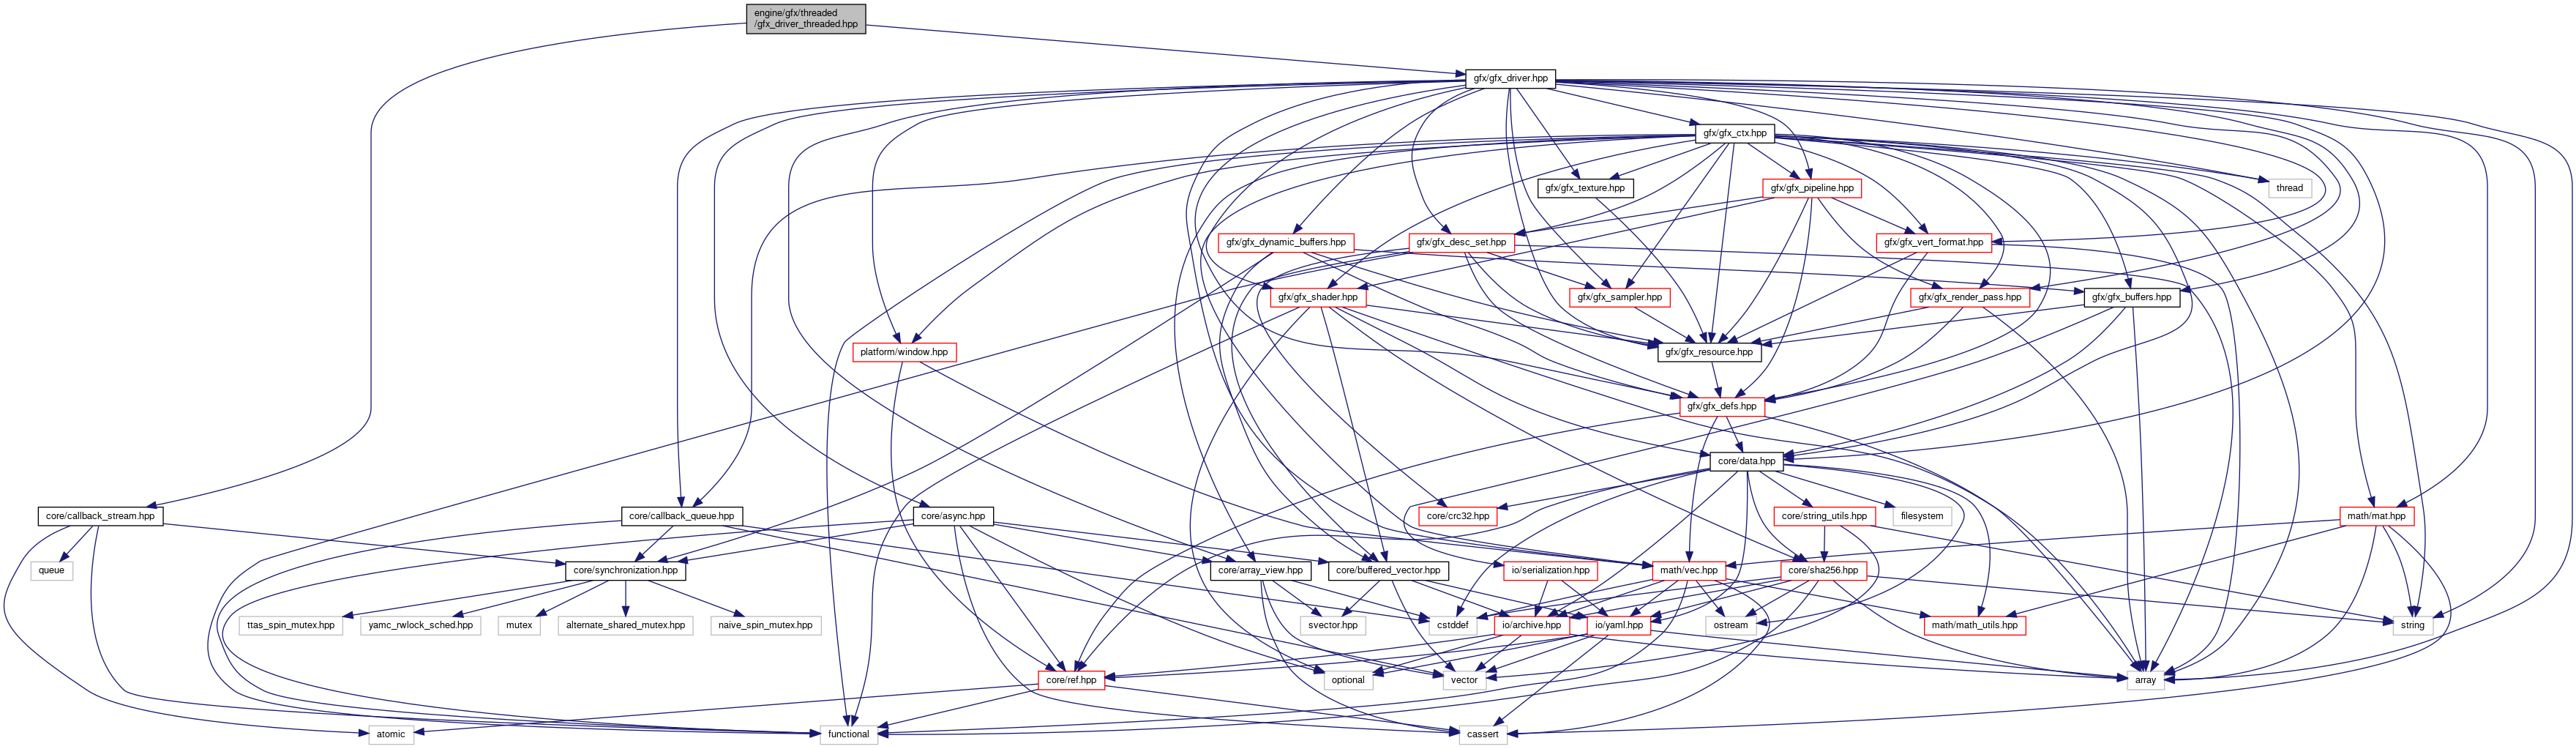 engine/gfx/threaded
/gfx_driver_threaded.hpp
gfx/gfx_driver.hpp
gfx/gfx_ctx.hpp
gfx/gfx_texture.hpp
gfx/gfx_pipeline.hpp
thread
gfx/gfx_dynamic_buffers.hpp
gfx/gfx_desc_set.hpp
gfx/gfx_vert_format.hpp
gfx/gfx_shader.hpp
gfx/gfx_sampler.hpp
gfx/gfx_render_pass.hpp
gfx/gfx_buffers.hpp
platform/window.hpp
gfx/gfx_resource.hpp
gfx/gfx_defs.hpp
core/data.hpp
core/callback_stream.hpp
core/callback_queue.hpp
core/async.hpp
core/crc32.hpp
core/string_utils.hpp
filesystem
math/mat.hpp
queue
core/synchronization.hpp
core/array_view.hpp
core/buffered_vector.hpp
io/serialization.hpp
math/vec.hpp
core/sha256.hpp
ttas_spin_mutex.hpp
yamc_rwlock_sched.hpp
mutex
alternate_shared_mutex.hpp
naive_spin_mutex.hpp
svector.hpp
cstddef
io/archive.hpp
io/yaml.hpp
ostream
math/math_utils.hpp
string
core/ref.hpp
optional
vector
array
atomic
functional
cassert